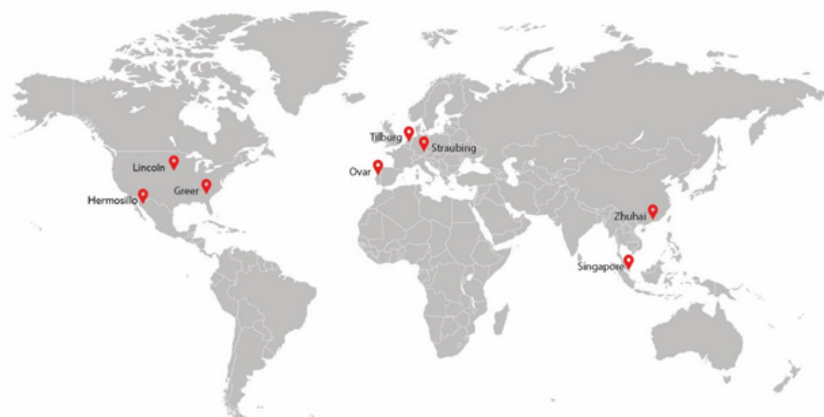 Tilburg
Straubing
Lincoln
Ovar
Greer
Hermosillo
Zhuhai
Singapore